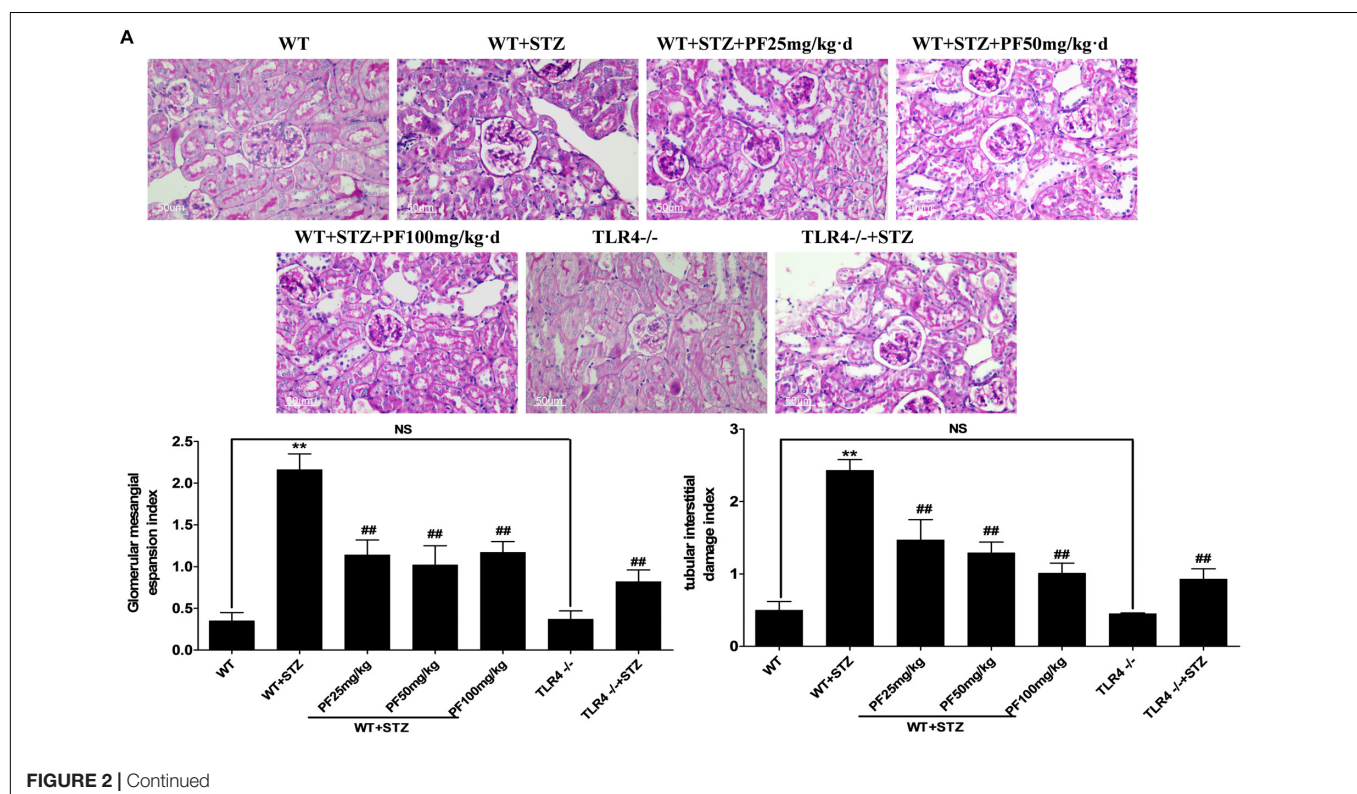 A
WT
WT+STZ
WT+STZ+PF25mg/kg·d
WT+STZ+PF50mg/kg·d
50um
50um
50um
50um
WT+STZ+PF100mg/kg·d
TLR4-/-
TLR4-/-+STZ
50um
50um
50um
Glomerular mesangial
espansion index
2.5
2.0
1.5
1.0
0.5
0.0
NS
**
##
##
##
##
WT
WT+STZ
PF25mg/kg
PF50mg/kg
PF100mg/kg
TLR4 -/-
TLR4 -/-+STZ
WT+STZ
tubular interstitial
damage index
3
2
1
0
NS
**
##
##
##
##
WT
WT+STZ
PF25mg/kg
PF50mg/kg
PF100mg/kg
TLR4 -/-
TLR4 -/-+STZ
WT+STZ
FIGURE 2 | Continued